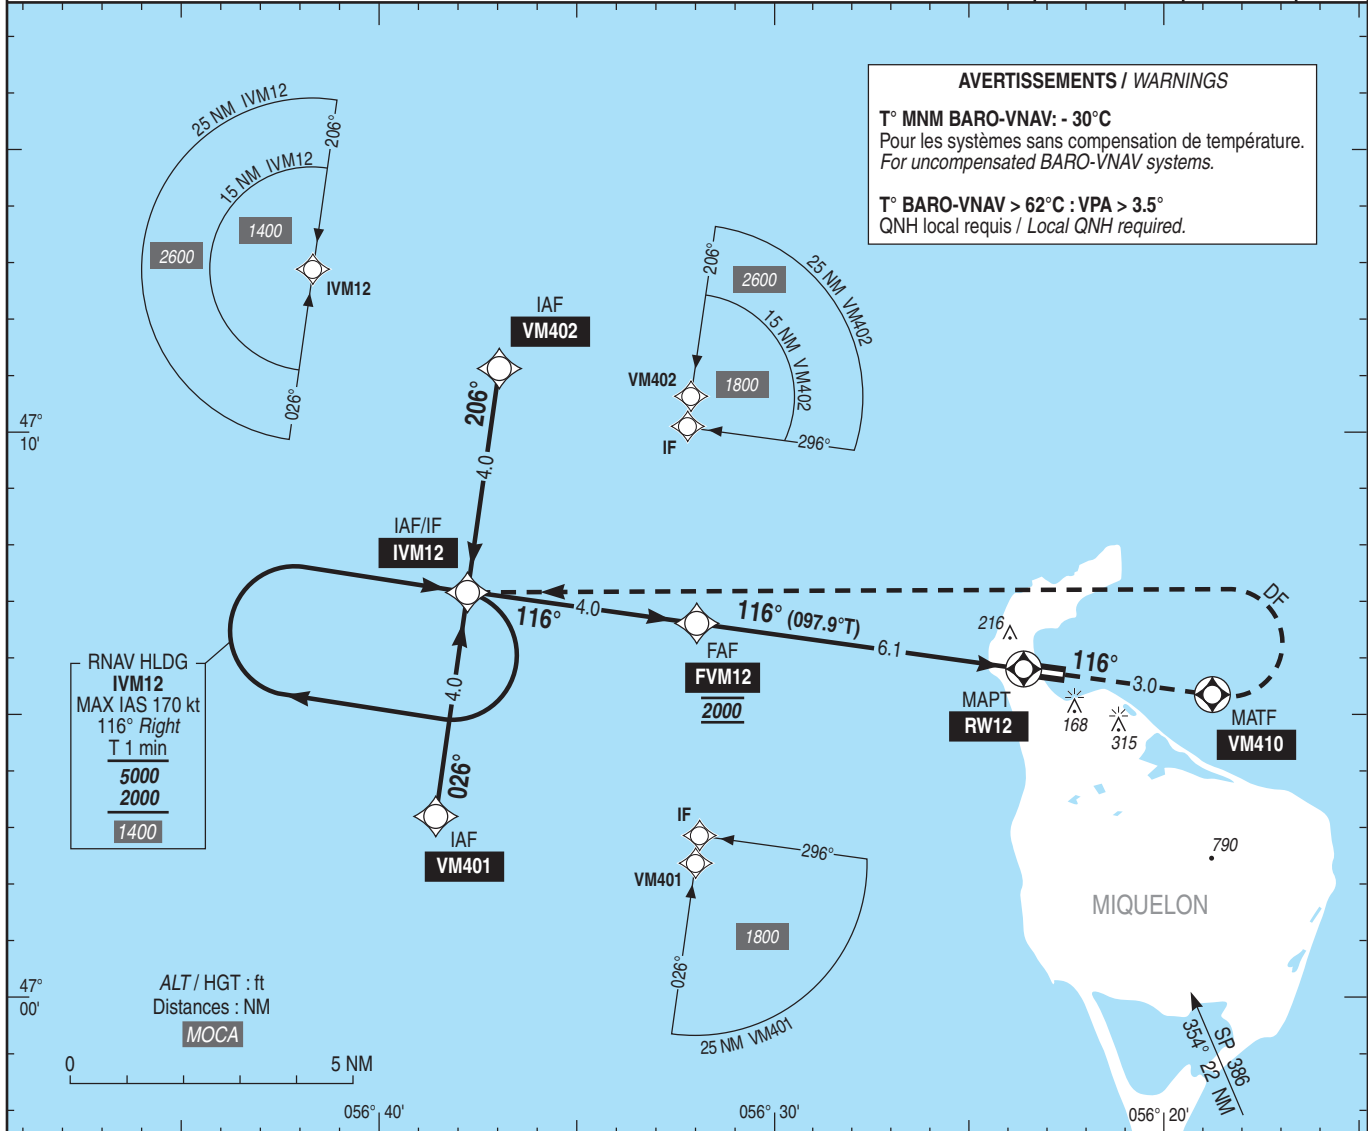 AVERTISSEMENTS / WARNINGS
T° MNM BARO-VNAV: - 30°C
Pour les systèmes sans compensation de température.
For uncompensated BARO-VNAV systems.
T° BARO-VNAV > 62°C : VPA > 3.5°
QNH local requis / Local QNH required.
25 NM IVM12
15 NM IVM12
206°
1400
2600
IVM12
026°
IAF
VM402
206°
4.0
206°
2600
25 NM VM402
15 NM VM402
1800
VM402
IF
296°
47°
10'
IAF/IF
IVM12
116°
4.0
116° (097.9°T)
6.1
FAF
FVM12
2000
216
DF
116°
3.0
MAPT
RW12
168
315
MATF
VM410
RNAV HLDG
IVM12
MAX IAS 170 kt
116° Right
T 1 min
5000
2000
1400
4.0
026°
IAF
VM401
IF
VM401
296°
1800
026°
25 NM VM401
790
MIQUELON
47°
00'
ALT / HGT : ft
Distances : NM
MOCA
0
5 NM
SP 386
354° 22 NM
056° 40'
056° 30'
056° 20'